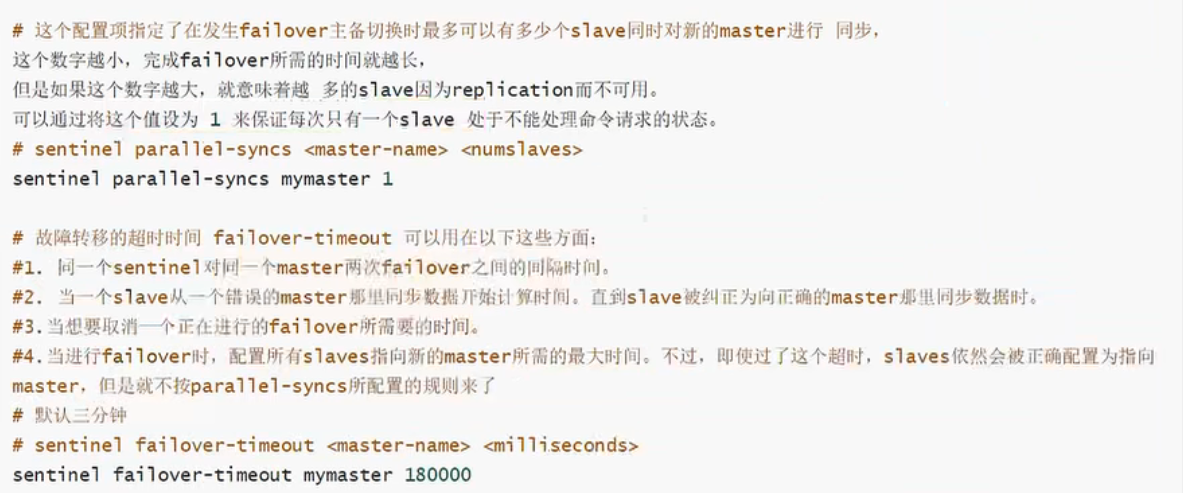 # 这个配置项指定了在发生failover主备切换时最多可以有多少个slave同时对新的master进行 同步，
这个数字越小，完成failover所需的时间就越长，
但是如果这个数字越大，就意味着越 多的slave因为replication而不可用。
可以通过将这个值设为 1 来保证每次只有一个slave 处于不能处理命令请求的状态。
# sentinel parallel-syncs <master-name> <numslaves>
sentinel parallel-syncs mymaster 1
# 故障转移的超时时间 failover-timeout 可以用在以下这些方面：
#1. 同一个sentinel对同一个master两次failover之间的间隔时间。
#2. 当一个slave从一个错误的master那里同步数据开始计算时间。直到slave被纠正为向正确的master那里同步数据时。
#3.当想要取消一个正在进行的failover所需要的时间。
#4.当进行failover时，配置所有slaves指向新的master所需的最大时间。不过，即使过了这个超时，slaves依然会被正确配置为指向
master，但是就不按parallel-syncs所配置的规则来了
# 默认三分钟
# sentinel failover-timeout <master-name> <milliseconds>
sentinel failover-timeout mymaster 180000